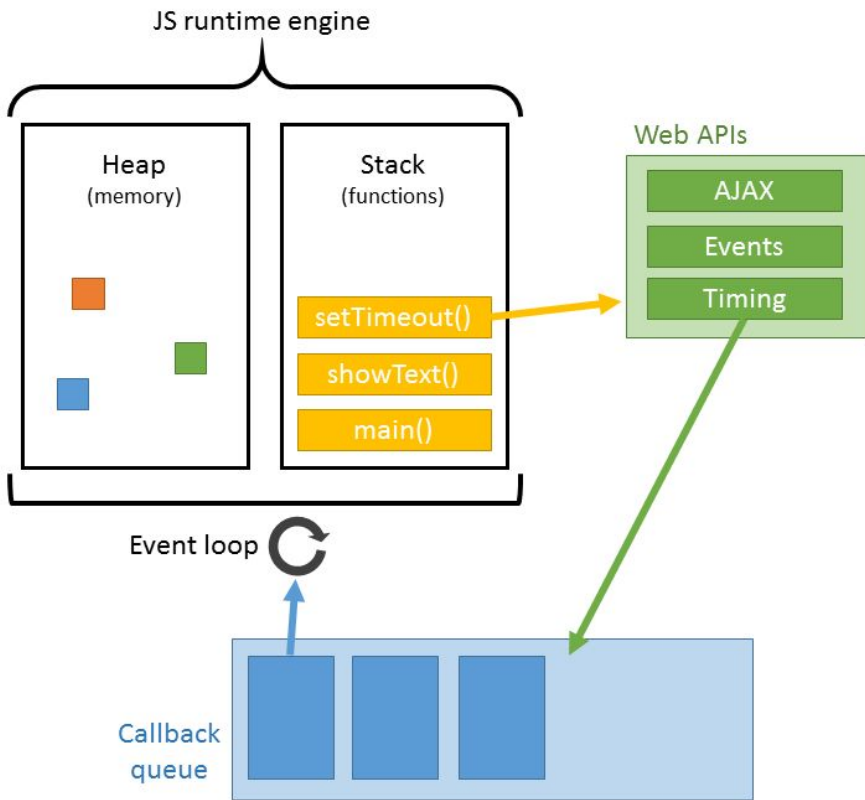 JS runtime engine
Heap
(memory)
Stack
(functions)
setTimeout()
showText()
main()
Web APIs
AJAX
Events
Timing
Event loop
Callback
queue